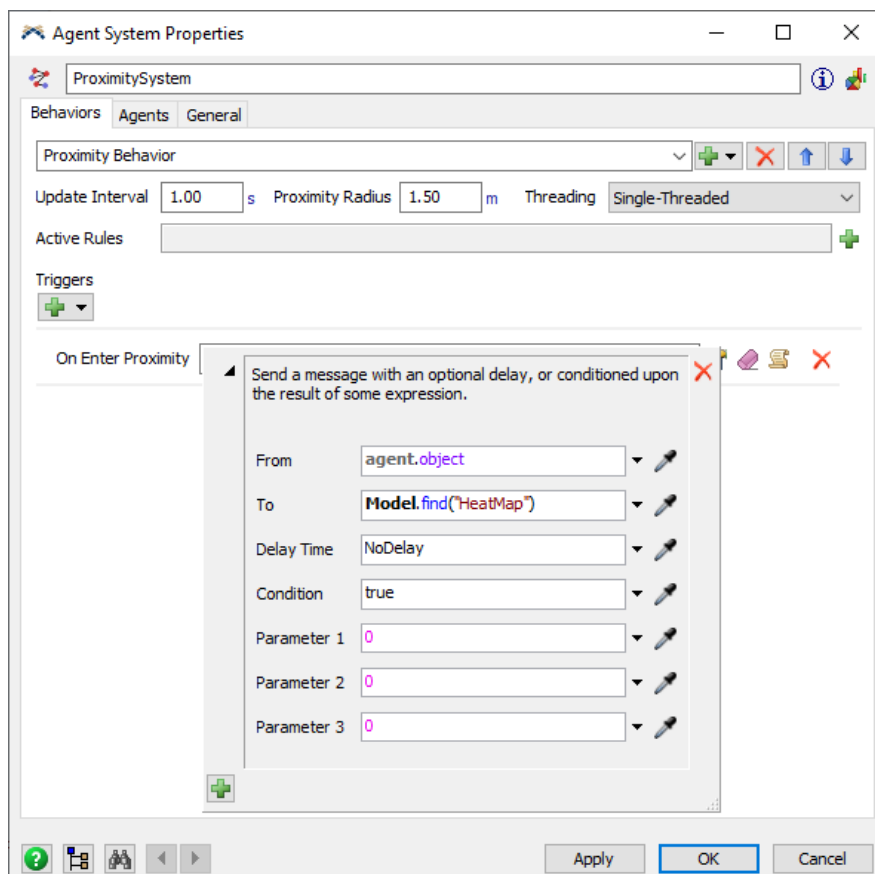 Agent System Properties
ProximitySystem
Behaviors Agents General
Proximity Behavior
Update Interval 1.00 s Proximity Radius 1.50 m Threading Single-Threaded
Active Rules
Triggers
On Enter Proximity
Send a message with an optional delay, or conditioned upon
the result of some expression.
From agent.object
To Model.find("HeatMap")
Delay Time NoDelay
Condition true
Parameter 1 0
Parameter 2 0
Parameter 3 0
Apply OK Cancel